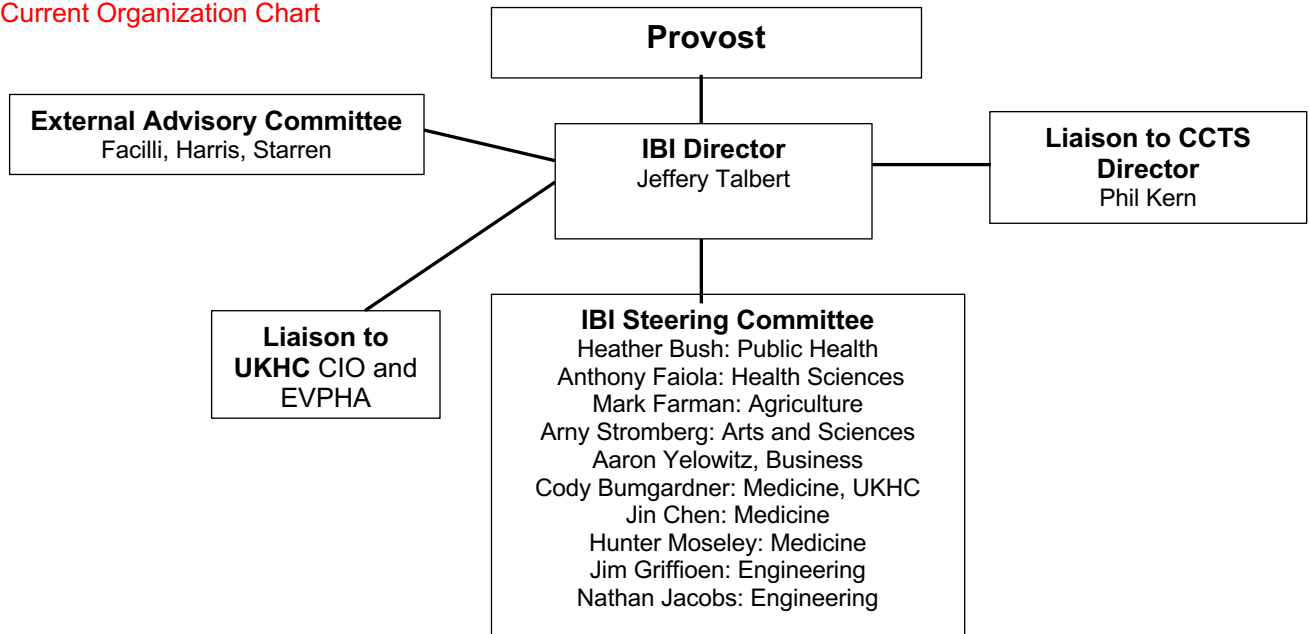 Current Organization Chart
Provost
External Advisory Committee
Facilli, Harris, Starren
IBI Director
Jeffery Talbert
Liaison to CCTS
Director
Phil Kern
Liaison to
UKHC CIO and
EVPHA
IBI Steering Committee
Heather Bush: Public Health
Anthony Faiola: Health Sciences
Mark Farman: Agriculture
Arny Stromberg: Arts and Sciences
Aaron Yelowitz, Business
Cody Bumgardner: Medicine, UKHC
Jin Chen: Medicine
Hunter Moseley: Medicine
Jim Griffioen: Engineering
Nathan Jacobs: Engineering